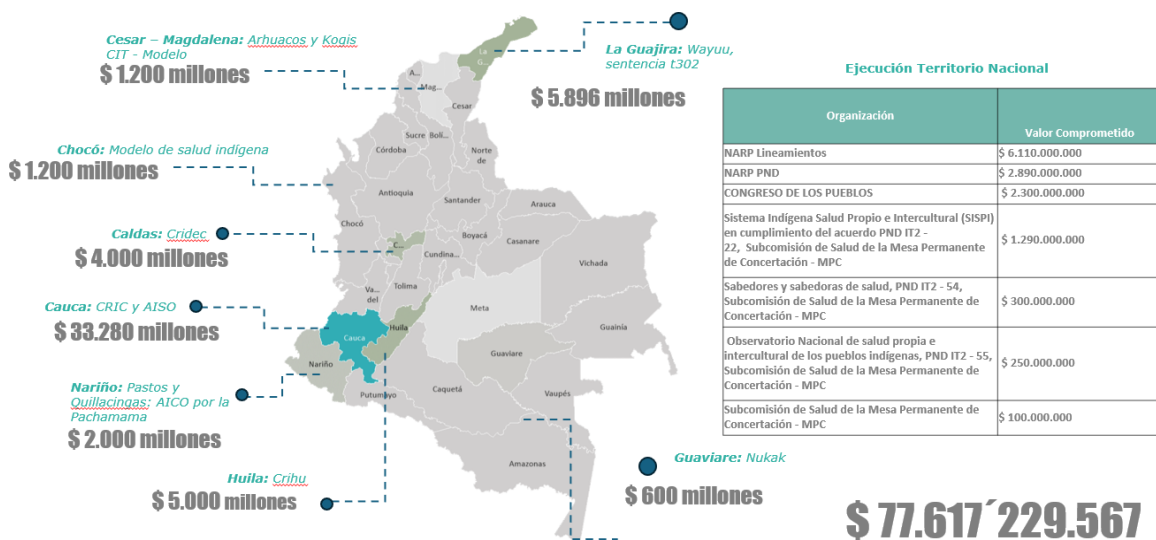 Cesar – Magdalena: Arhuacos y Kogis
CIT - Modelo
$ 1.200 millones
La Guajira: Wayuu,
sentencia t302
$ 5.896 millones
Chocó: Modelo de salud indígena
$ 1.200 millones
Caldas: Cridec
$ 4.000 millones
Cauca: CRIC y AISO
$ 33.280 millones
Nariño: Pastos y
Quillacingas: AICO por la
Pachamama
$ 2.000 millones
Huila: Crihu
$ 5.000 millones
Guaviare: Nukak
$ 600 millones
La
G...
A...
Mag...
Cesar
Sucre
Bolí...
Córdoba
Norte
de
Antioquia
Santander
Arauca
Chocó
Boyacá
Casanare
C...
Cundina...
Vichada
Tolima
Va...
del
Meta
Guainía
Cauca
Huila
Guaviare
Nariño
Putumayo
Caquetá
Vaupés
Amazonas
Ejecución Territorio Nacional
Organización
Valor Comprometido
NARP Lineamientos
$ 6.110.000.000
NARP PND
$ 2.890.000.000
CONGRESO DE LOS PUEBLOS
$ 2.300.000.000
Sistema Indígena Salud Propio e Intercultural (SISPI)
en cumplimiento del acuerdo PND IT2 -
22, Subcomisión de Salud de la Mesa Permanente
de Concertación - MPC
$ 1.290.000.000
Sabedores y sabedoras de salud, PND IT2 - 54,
Subcomisión de Salud de la Mesa Permanente de
Concertación - MPC
$ 300.000.000
Observatorio Nacional de salud propia e
intercultural de los pueblos indígenas, PND IT2 - 55,
Subcomisión de Salud de la Mesa Permanente de
Concertación - MPC
$ 250.000.000
Subcomisión de Salud de la Mesa Permanente de
Concertación - MPC
$ 100.000.000
$ 77.617´229.567